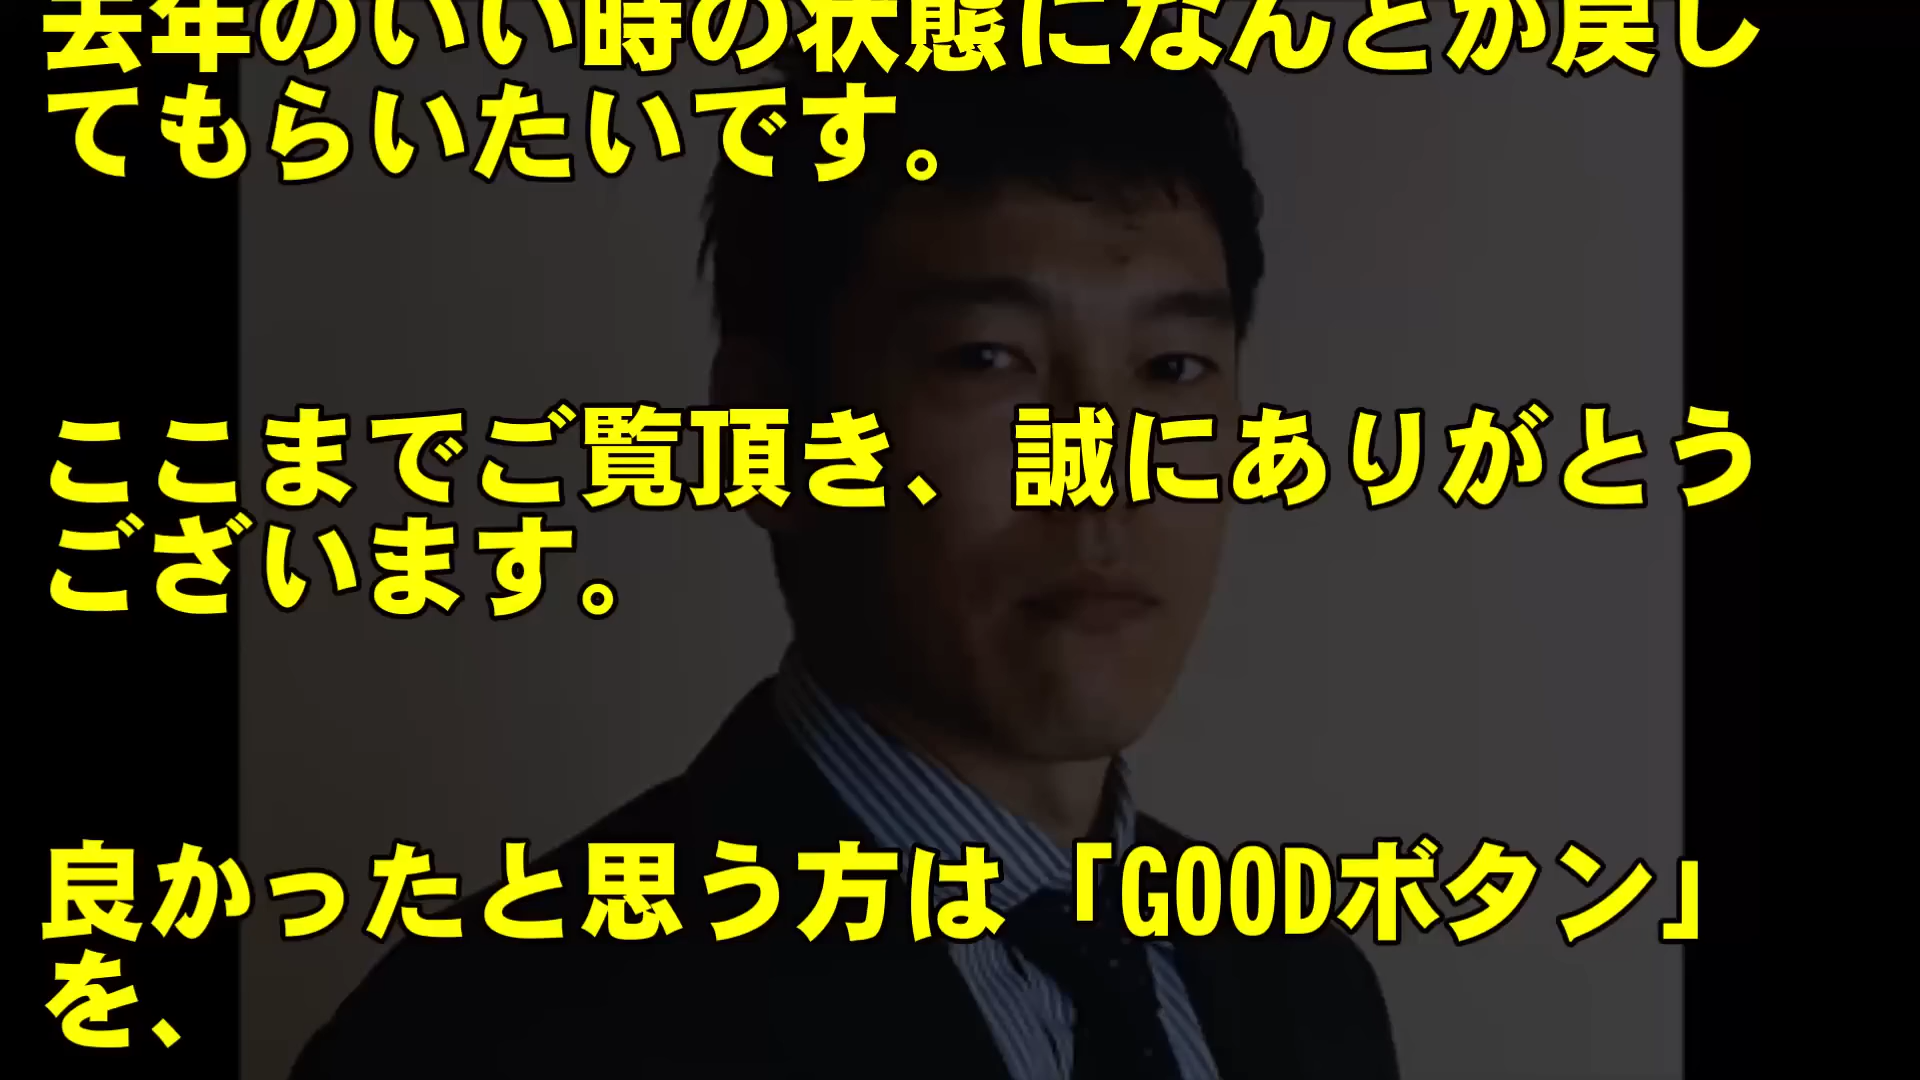 去年のいい時の状態になんとか戻し
てもらいたいです。
ここまでご覧頂き、誠にありがとう
ございます。
良かったと思う方は「GOODボタン」
を、